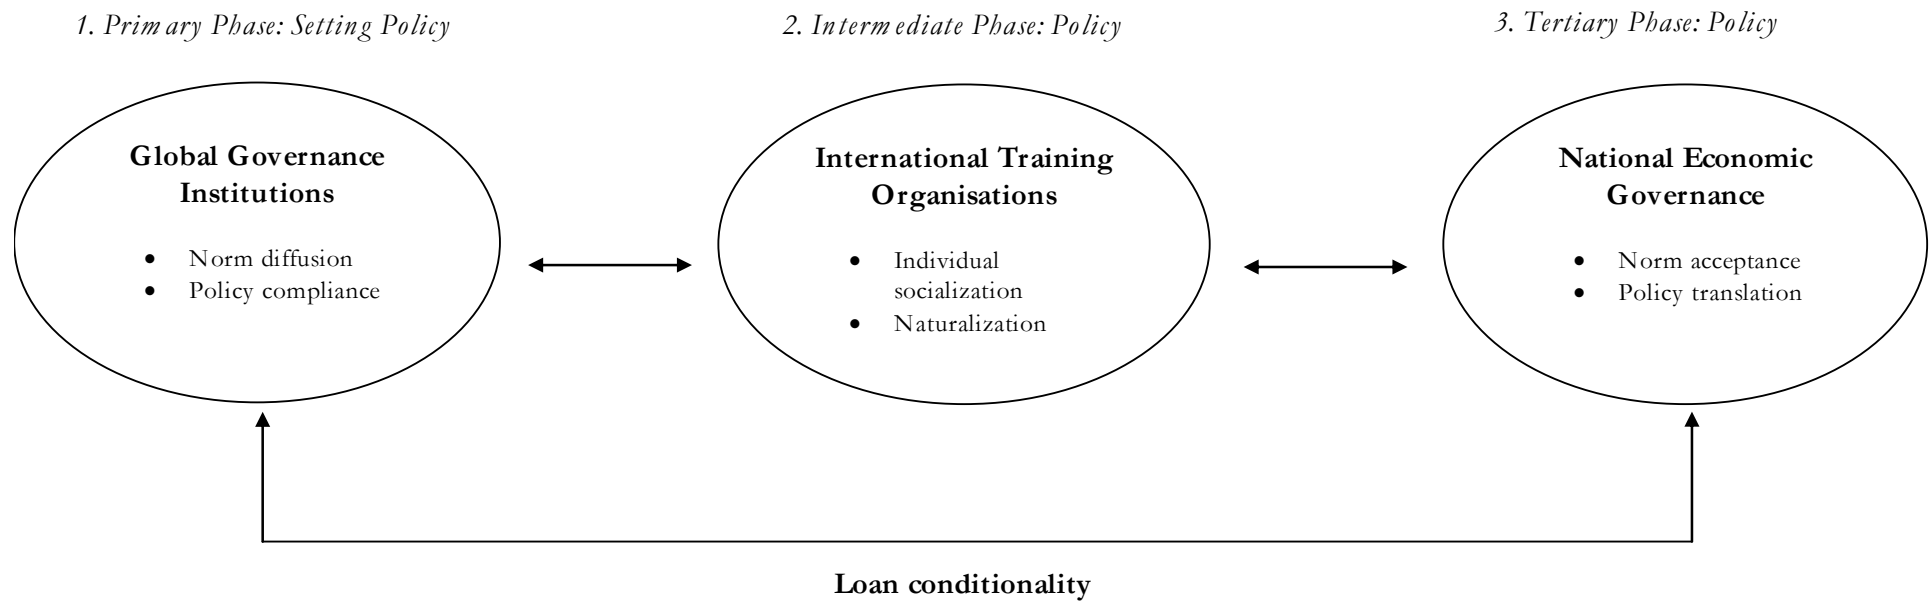 1. Primary Phase: Setting Policy
2. Intermediate Phase: Policy
3. Tertiary Phase: Policy
Global Governance
Institutions
• Norm diffusion
• Policy compliance
International Training
Organisations
• Individual
socialization
• Naturalization
National Economic
Governance
• Norm acceptance
• Policy translation
Loan conditionality